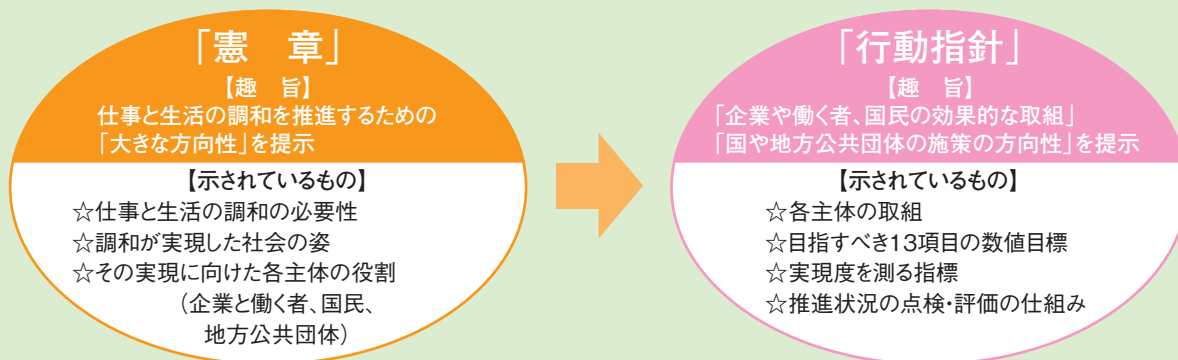 「憲　章」
【趣　旨】
仕事と生活の調和を推進するための
「大きな方向性」を提示
【示されているもの】
☆仕事と生活の調和の必要性
☆調和が実現した社会の姿
☆その実現に向けた各主体の役割
（企業と働く者、国民、
地方公共団体）
「行動指針」
【趣　旨】
「企業や働く者、国民の効果的な取組」
「国や地方公共団体の施策の方向性」を提示
【示されているもの】
☆各主体の取組
☆目指すべき13項目の数値目標
☆実現度を測る指標
☆推進状況の点検・評価の仕組み